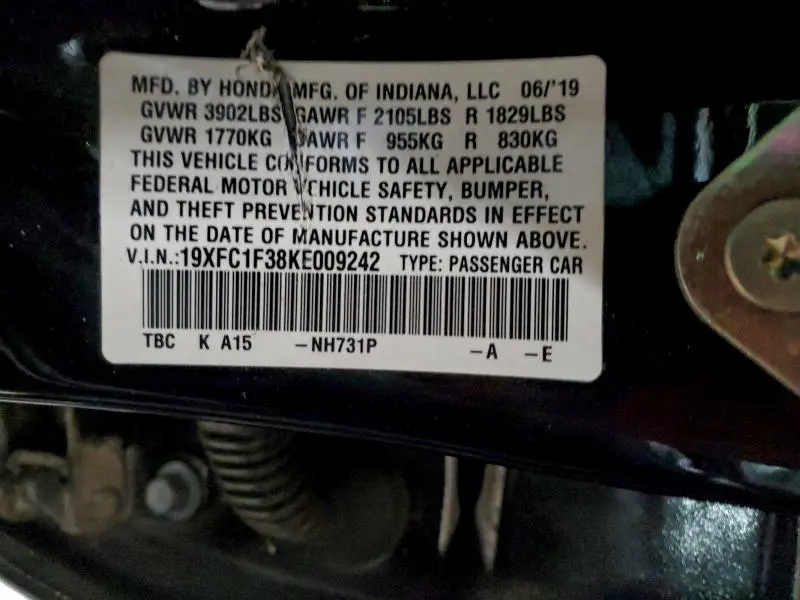 MFD. BY HONDA MFG. OF INDIANA, LLC 06/'19
GVWR 3902LBS GAWR F 2105LBS R 1829LBS
GVWR 1770KG GAWR F 955KG R 830KG
THIS VEHICLE CONFORMS TO ALL APPLICABLE
FEDERAL MOTOR VEHICLE SAFETY, BUMPER,
AND THEFT PREVENTION STANDARDS IN EFFECT
ON THE DATE OF MANUFACTURE SHOWN ABOVE.
V.I.N.:19XFC1F38KE009242 TYPE: PASSENGER CAR
TBC K A15 -NH731P -A -E